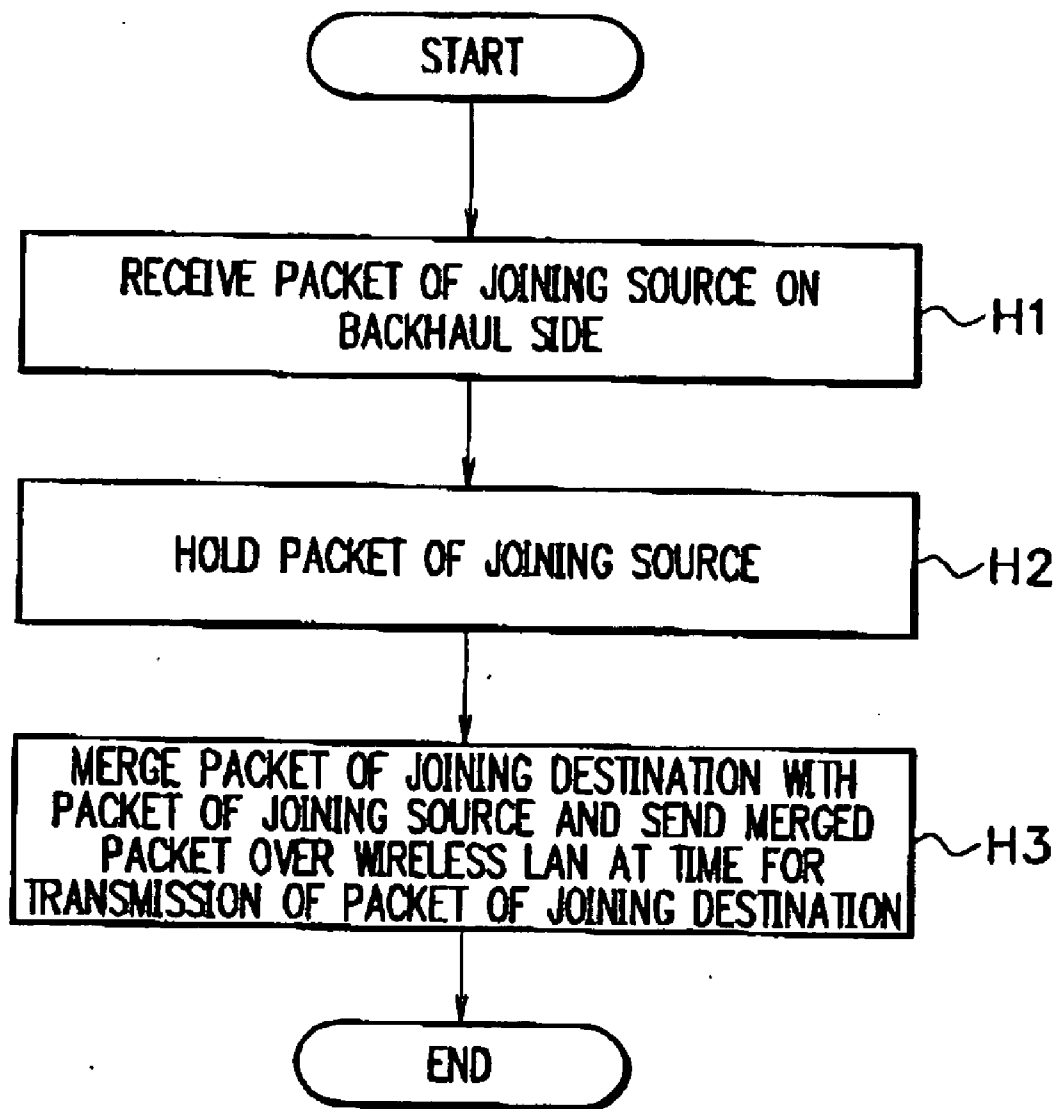 START
RECEIVE PACKET OF JOINING SOURCE ON
BACKHAUL SIDE
H1
HOLD PACKET OF JOINING SOURCE
H2
MERGE PACKET OF JOINING DESTINATION WITH
PACKET OF JOINING SOURCE AND SEND MERGED
PACKET OVER WIRELESS LAN AT TIME FOR
TRANSMISSION OF PACKET OF JOINING DESTINATION
H3
END